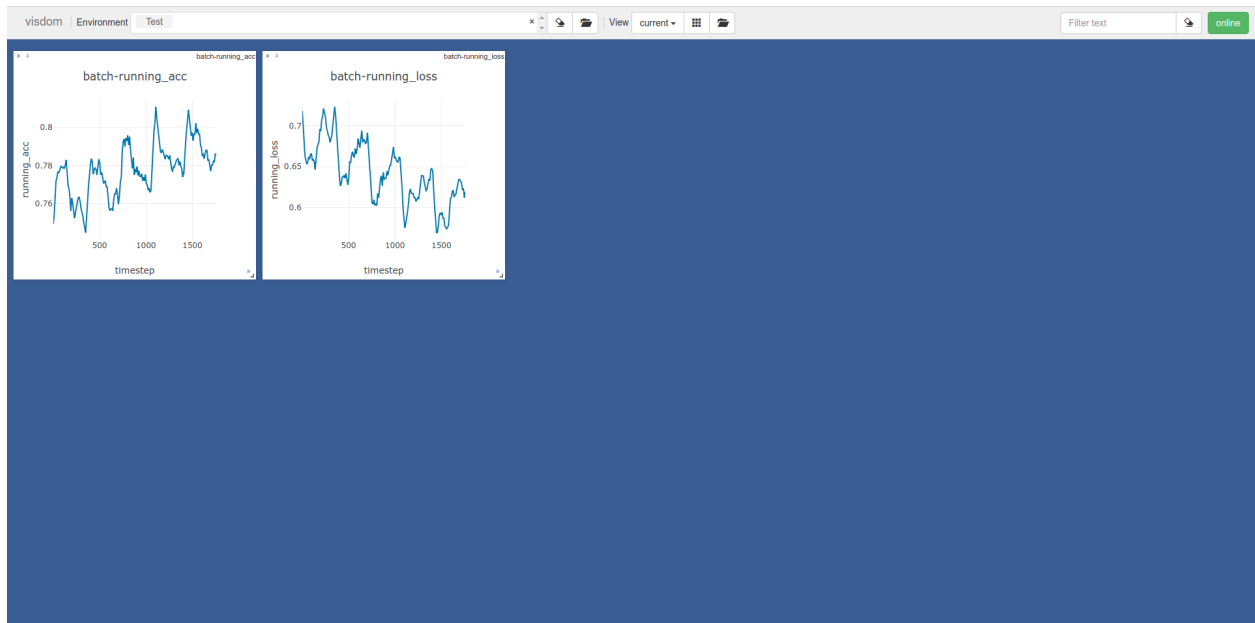 visdom Environment Test × View current Filter text online
× batch-running_acc
batch-running_acc
running_acc
0.8
0.78
0.76
500 1000 1500
timestep
»
× batch-running_loss
batch-running_loss
running_loss
0.7
0.65
0.6
500 1000 1500
timestep
»